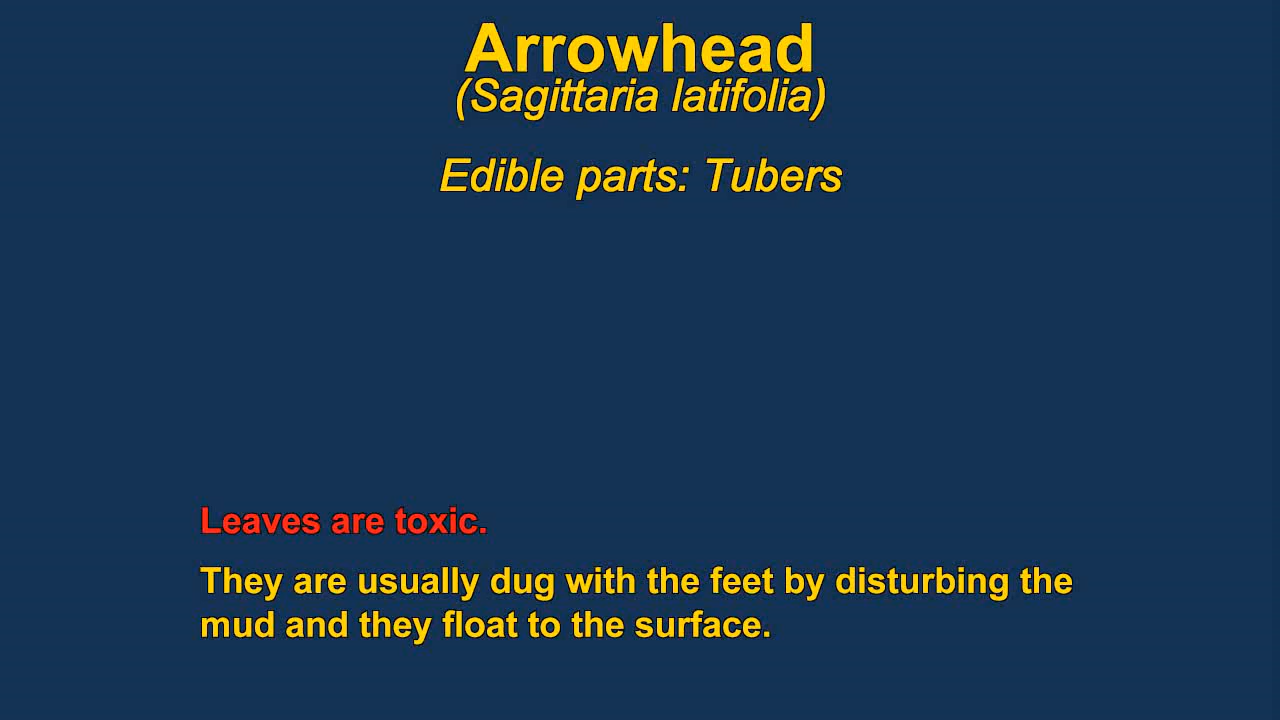 Arrowhead
(Sagittaria latifolia)
Edible parts: Tubers
Leaves are toxic.
They are usually dug with the feet by disturbing the
mud and they float to the surface.